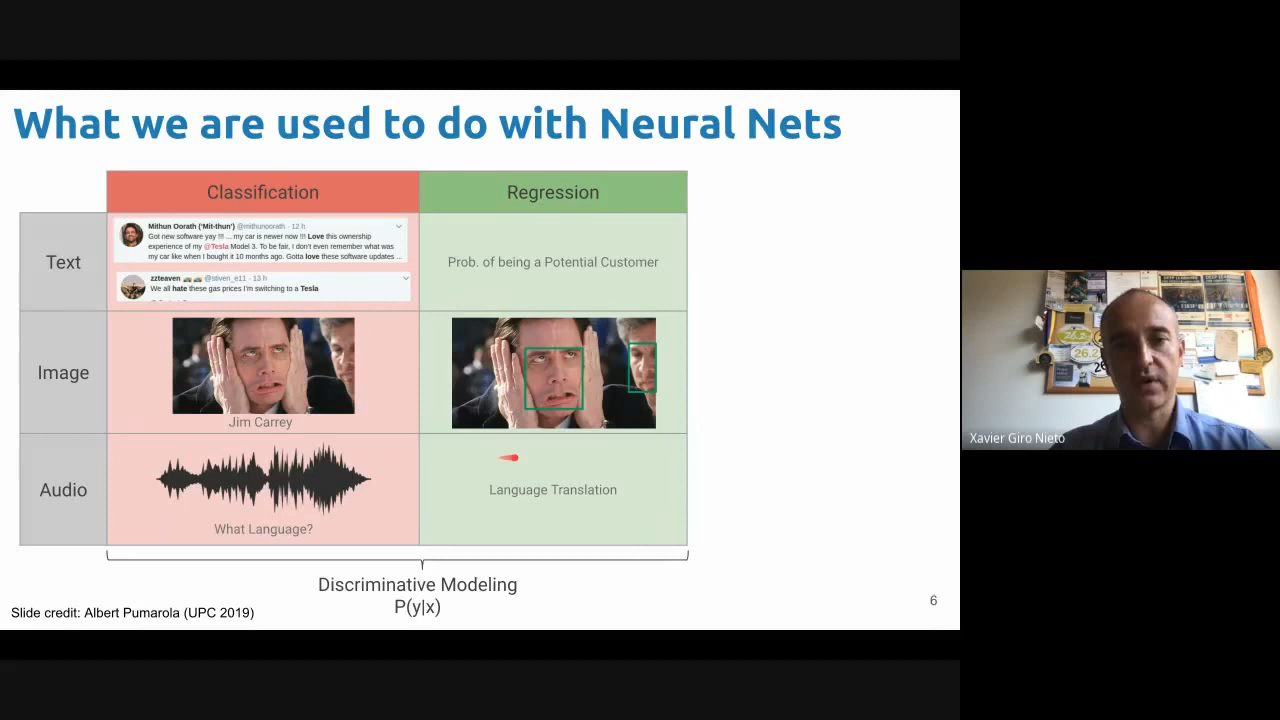 What we are used to do with Neural Nets
Classification
Regression
Text
Mithun Oorath ('Mit-thun') @mithunoorath · 12 h
Got new software yay !!! ... my car is newer now !!! Love this ownership
experience of my @Tesla Model 3. To be fair, I don't even remember what was
my car like when I bought it 10 months ago. Gotta love these software updates ...
zzteaven @stiven_e11 · 13 h
We all hate these gas prices I'm switching to a Tesla
Prob. of being a Potential Customer
Image
Jim Carrey
Audio
What Language?
Language Translation
Discriminative Modeling
P(y|x)
Slide credit: Albert Pumarola (UPC 2019)
6
26.2
26.2
Xavier Giro Nieto